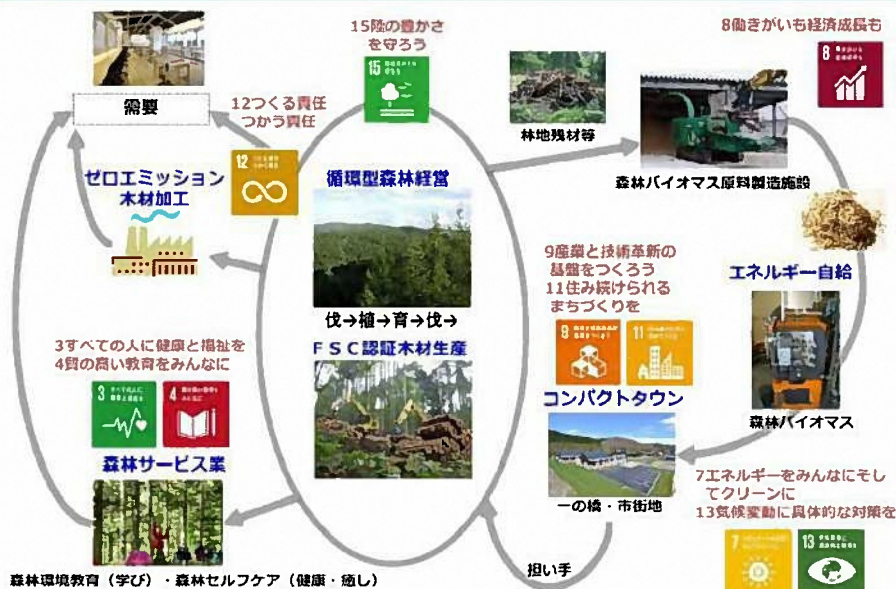 15陸の豊かさ
を守ろう
15
8働きがいも経済成長も
8
需要
12つくる責任
つかう責任
12
林地残材等
森林バイオマス原料製造施設
ゼロエミッション
木材加工
循環型森林経営
伐→植→育→伐→
FSC認証木材生産
9産業と技術革新の
基盤をつくろう
11住み続けられる
まちづくりを
9
11
エネルギー自給
コンパクトタウン
森林バイオマス
一の橋・市街地
3すべての人に健康と福祉を
4質の高い教育をみんなに
3
4
森林サービス業
7エネルギーをみんなにそし
てクリーンに
13気候変動に具体的な対策を
7
13
担い手
森林環境教育(学び)・森林セルフケア(健康・癒し)